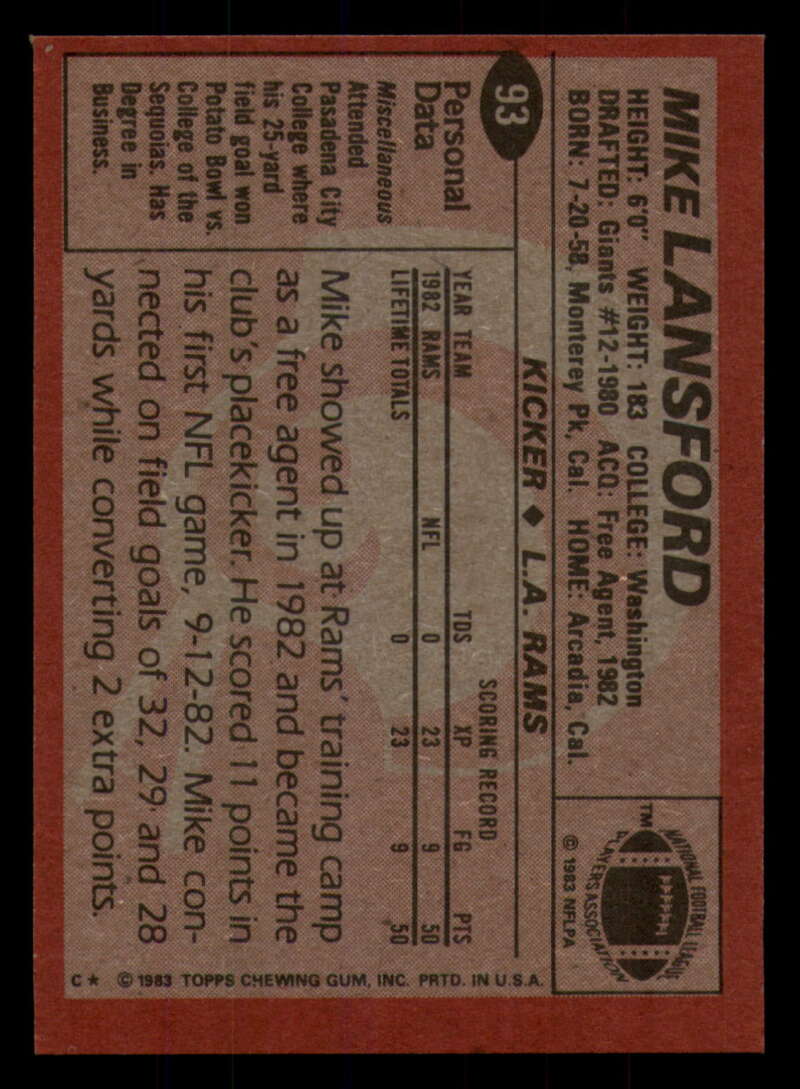 MIKE LANSFORD
HEIGHT: 6'0" WEIGHT: 183 COLLEGE: Washington
DRAFTED: Giants #12-1980 ACQ: Free Agent, 1982
BORN: 7-20-58, Monterey Pk, Cal. HOME: Arcadia, Cal.
NATIONAL FOOTBALL LEAGUE
PLAYERS ASSOCIATION
TM
© 1983 NFLPA
93
KICKER ♦ L.A. RAMS
Personal
Data
Miscellaneous
Attended
Pasadena City
College where
his 25-yard
field goal won
Potato Bowl vs.
College of the
Sequoias. Has
Degree in
Business.
SCORING RECORD
YEAR TEAM TDS XP FG PTS
1982 RAMS NFL 0 23 9 50
LIFETIME TOTALS 0 23 9 50
Mike showed up at Rams' training camp
as a free agent in 1982 and became the
club's placekicker. He scored 11 points in
his first NFL game, 9-12-82. Mike con-
nected on field goals of 32, 29 and 28
yards while converting 2 extra points.
C★ © 1983 TOPPS CHEWING GUM, INC. PRTD. IN U.S.A.